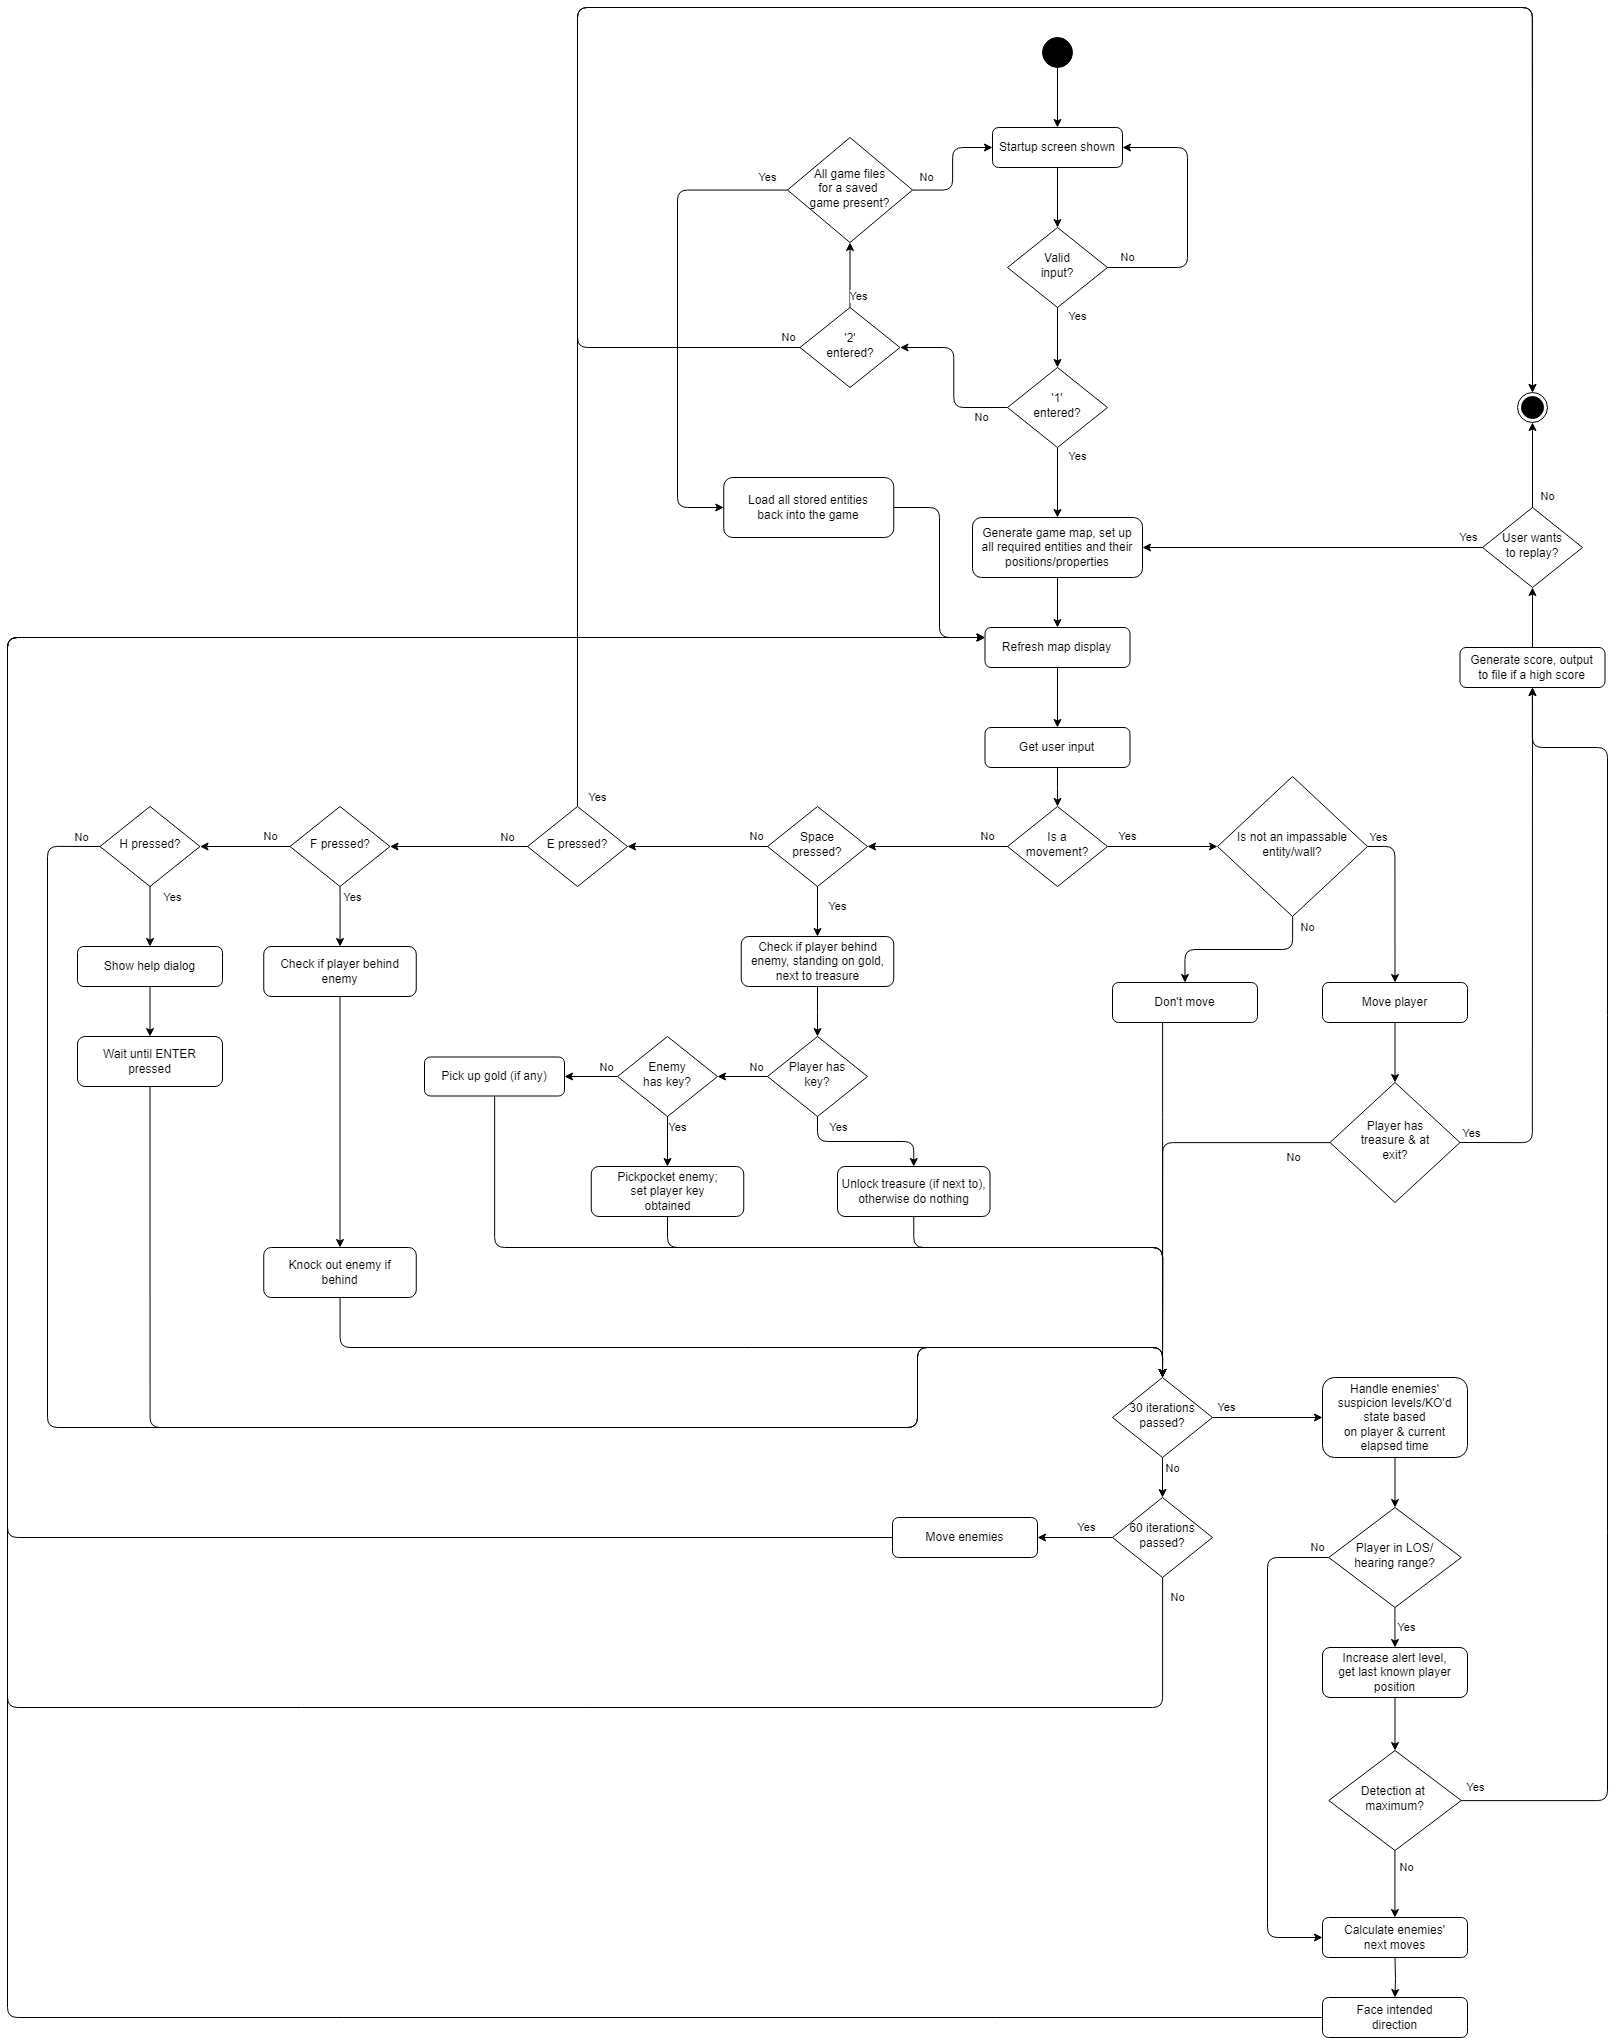 Startup screen shown
All game files
for a saved
game present?
Yes
No
Valid
input?
No
Yes
Yes
'2'
entered?
No
'1'
entered?
No
Yes
Load all stored entities
back into the game
Generate game map, set up
all required entities and their
positions/properties
No
User wants
to replay?
Yes
Refresh map display
Generate score, output
to file if a high score
Get user input
H pressed?
No
Yes
F pressed?
No
Yes
E pressed?
No
Yes
Space
pressed?
No
Yes
Is a
movement?
No
Yes
Is not an impassable
entity/wall?
Yes
No
Show help dialog
Wait until ENTER
pressed
Check if player behind
enemy
Check if player behind
enemy, standing on gold,
next to treasure
Don't move
Move player
Pick up gold (if any)
No
Enemy
has key?
No
Player has
key?
Yes
Yes
Pickpocket enemy;
set player key
obtained
Unlock treasure (if next to),
otherwise do nothing
Player has
treasure & at
exit?
Yes
No
Knock out enemy if
behind
30 iterations
passed?
Yes
No
Handle enemies'
suspicion levels/KO'd
state based
on player & current
elapsed time
Move enemies
Yes
60 iterations
passed?
No
Player in LOS/
hearing range?
No
Yes
Increase alert level,
get last known player
position
Detection at
maximum?
Yes
No
Calculate enemies'
next moves
Face intended
direction